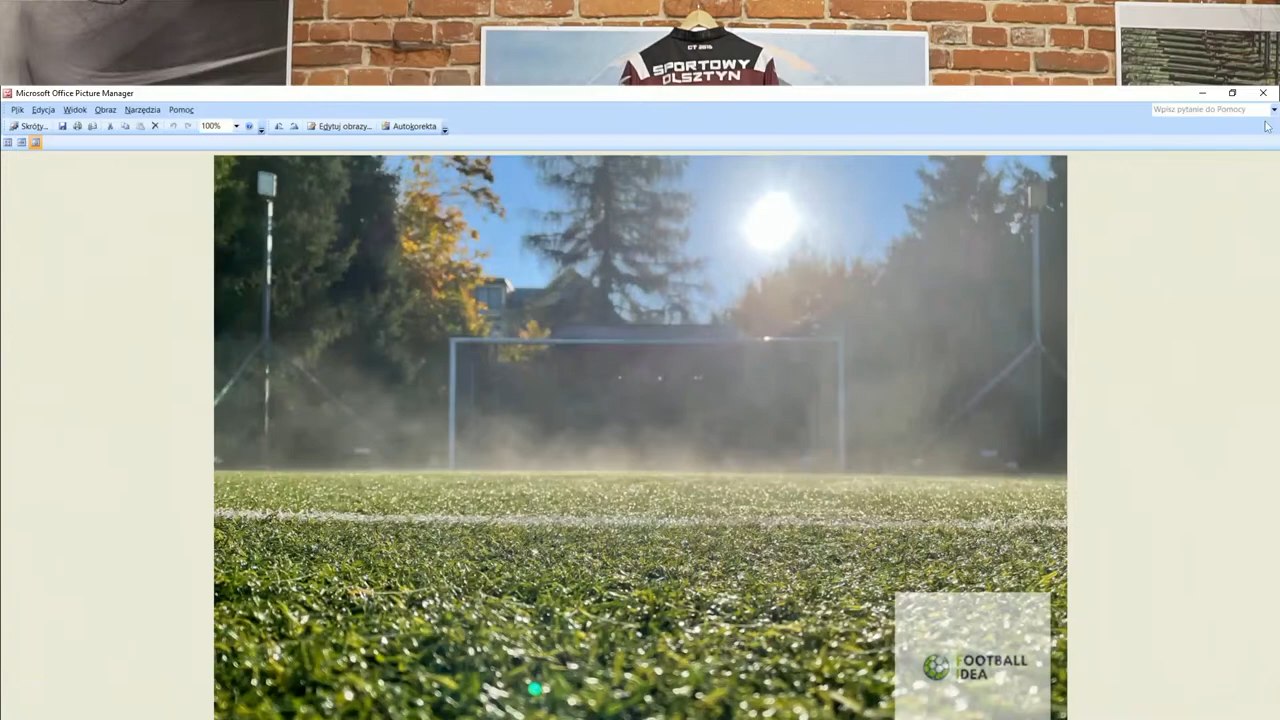 CT 2016
SPORTOWY
OLSZTYN
Microsoft Office Picture Manager
Plik Edycja Widok Obraz Narzędzia Pomoc
Wpisz pytanie do Pomocy
Skróty... 100% Edytuj obrazy... Autokorekta
FOOTBALL
IDEA